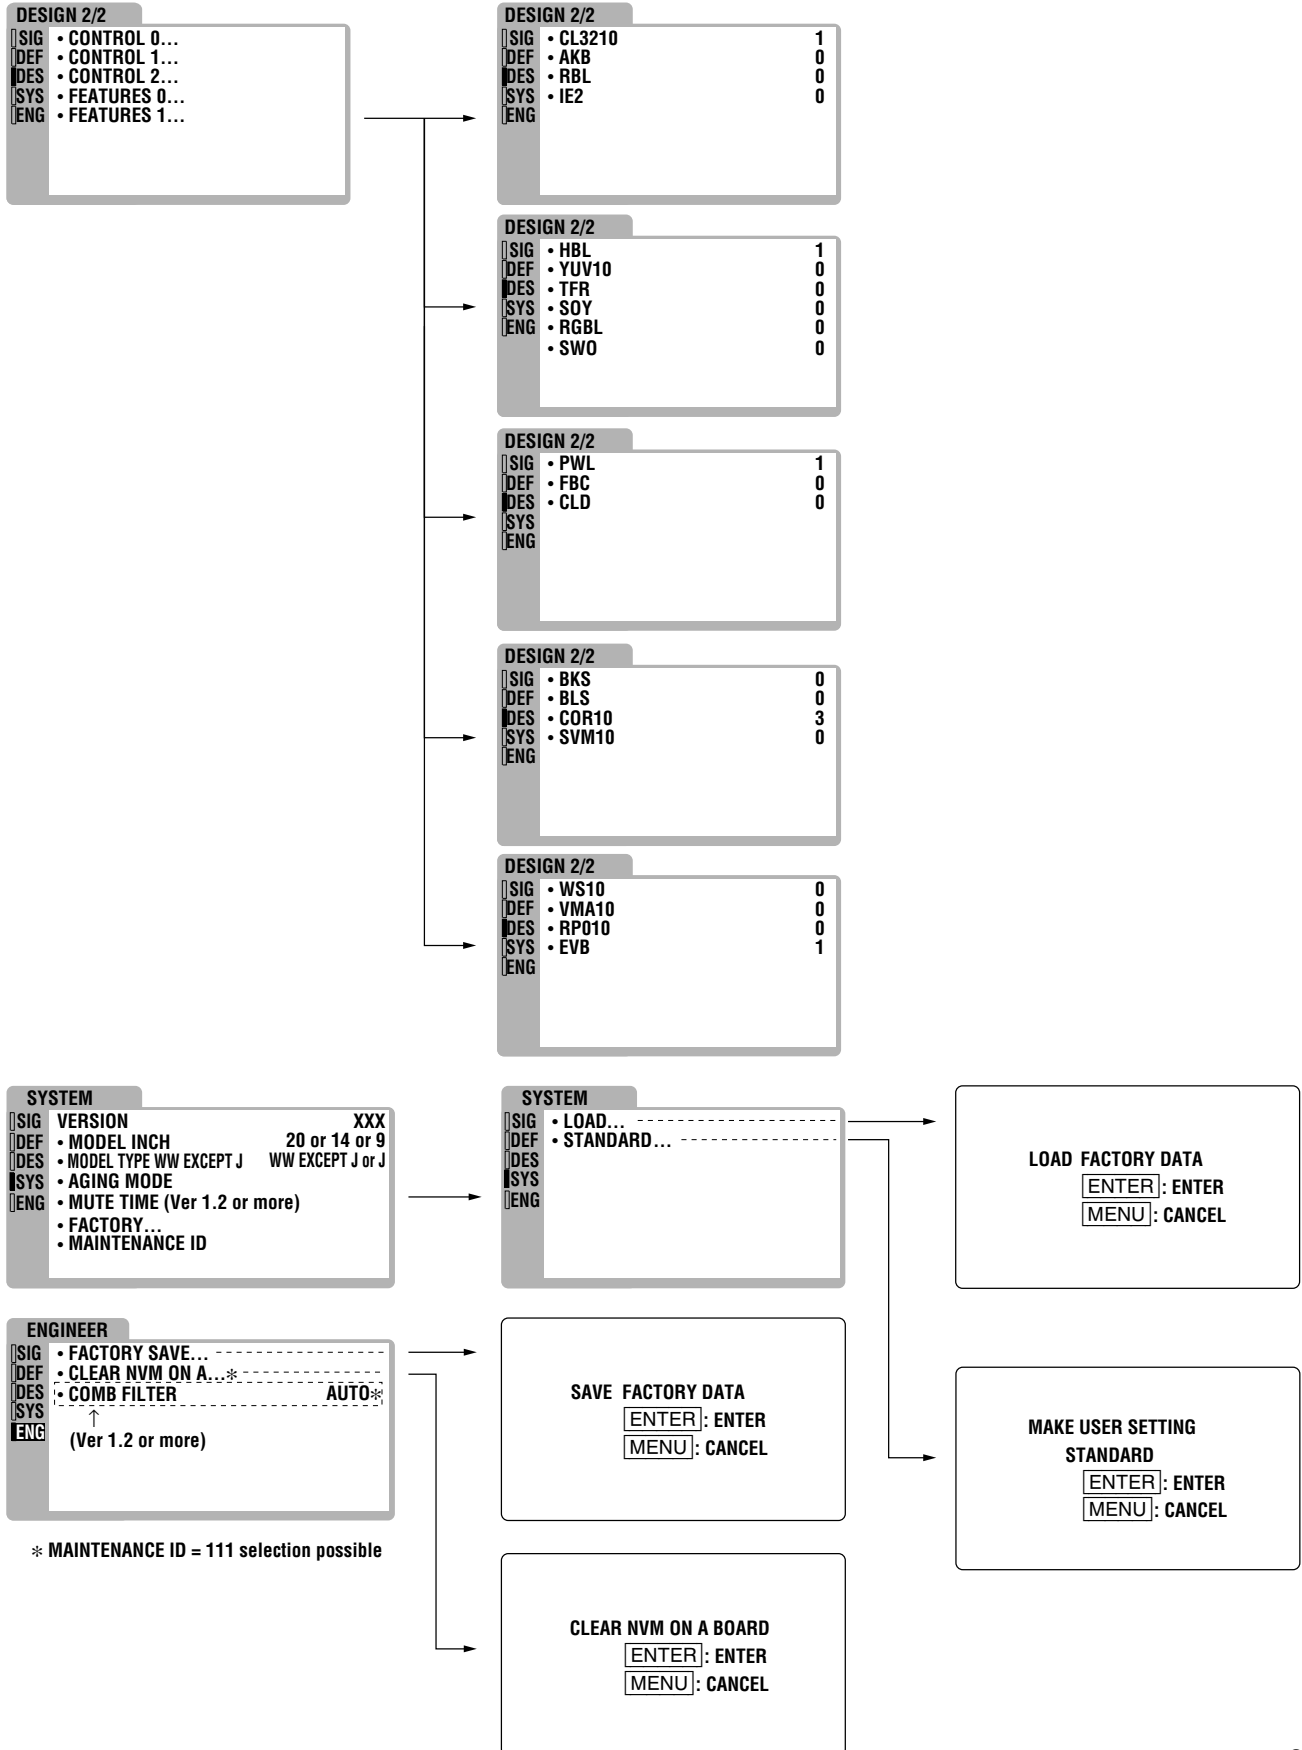 DESIGN 2/2
SIG • CONTROL 0...
DEF • CONTROL 1...
DES • CONTROL 2...
SYS • FEATURES 0...
ENG • FEATURES 1...
DESIGN 2/2
SIG • CL3210 1
DEF • AKB 0
DES • RBL 0
SYS • IE2 0
ENG
DESIGN 2/2
SIG • HBL 1
DEF • YUV10 0
DES • TFR 0
SYS • SOY 0
ENG • RGBL 0
• SWO 0
DESIGN 2/2
SIG • PWL 1
DEF • FBC 0
DES • CLD 0
SYS
ENG
DESIGN 2/2
SIG • BKS 0
DEF • BLS 0
DES • COR10 3
SYS • SVM10 0
ENG
DESIGN 2/2
SIG • WS10 0
DEF • VMA10 0
DES • RP010 0
SYS • EVB 1
ENG
SYSTEM
SIG VERSION XXX
DEF • MODEL INCH 20 or 14 or 9
DES • MODEL TYPE WW EXCEPT J WW EXCEPT J or J
SYS • AGING MODE
ENG • MUTE TIME (Ver 1.2 or more)
• FACTORY...
• MAINTENANCE ID
SYSTEM
SIG • LOAD...
DEF • STANDARD...
DES
SYS
ENG
LOAD FACTORY DATA
ENTER : ENTER
MENU : CANCEL
ENGINEER
SIG • FACTORY SAVE...
DEF • CLEAR NVM ON A...*
DES • COMB FILTER AUTO*
SYS ↑
ENG (Ver 1.2 or more)
* MAINTENANCE ID = 111 selection possible
SAVE FACTORY DATA
ENTER : ENTER
MENU : CANCEL
MAKE USER SETTING
STANDARD
ENTER : ENTER
MENU : CANCEL
CLEAR NVM ON A BOARD
ENTER : ENTER
MENU : CANCEL